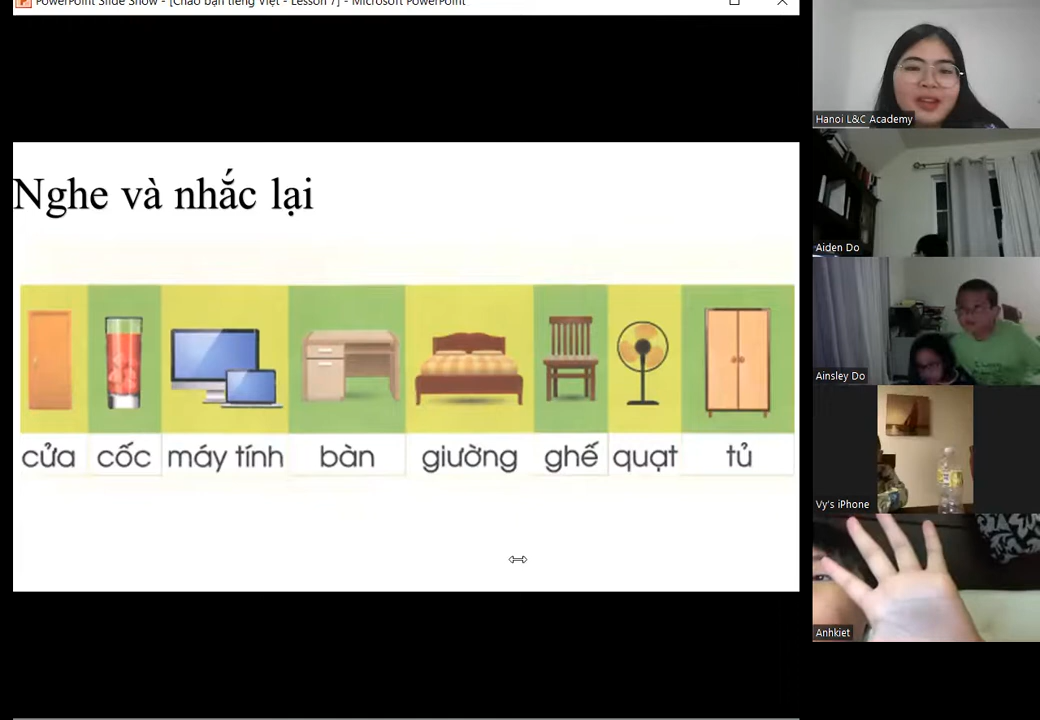 PowerPoint Slide Show - [Chào bạn tiếng Việt - Lesson 7] - Microsoft PowerPoint
Hanoi L&C Academy
Nghe và nhắc lại
Aiden Do
Ainsley Do
cửa cốc máy tính bàn giường ghế quạt tủ
Vy's iPhone
Anhkiet